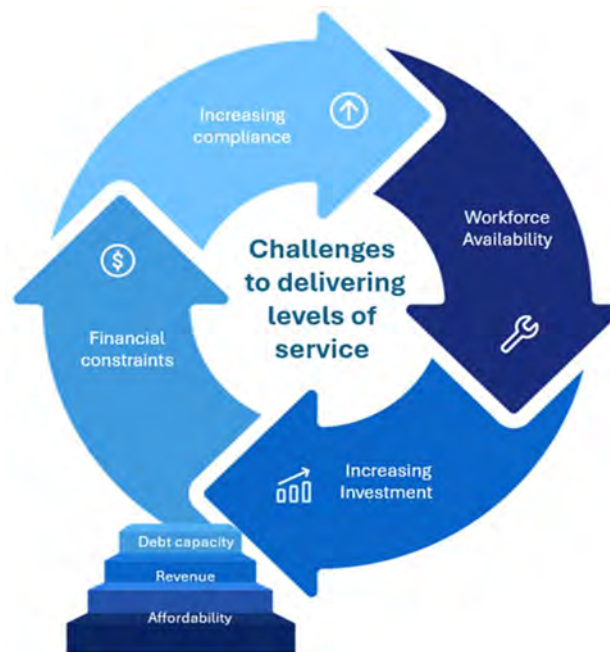 Increasing
compliance
Workforce
Availability
Challenges
to delivering
levels of
service
Financial
constraints
$
Increasing
Investment
Debt capacity
Revenue
Affordability